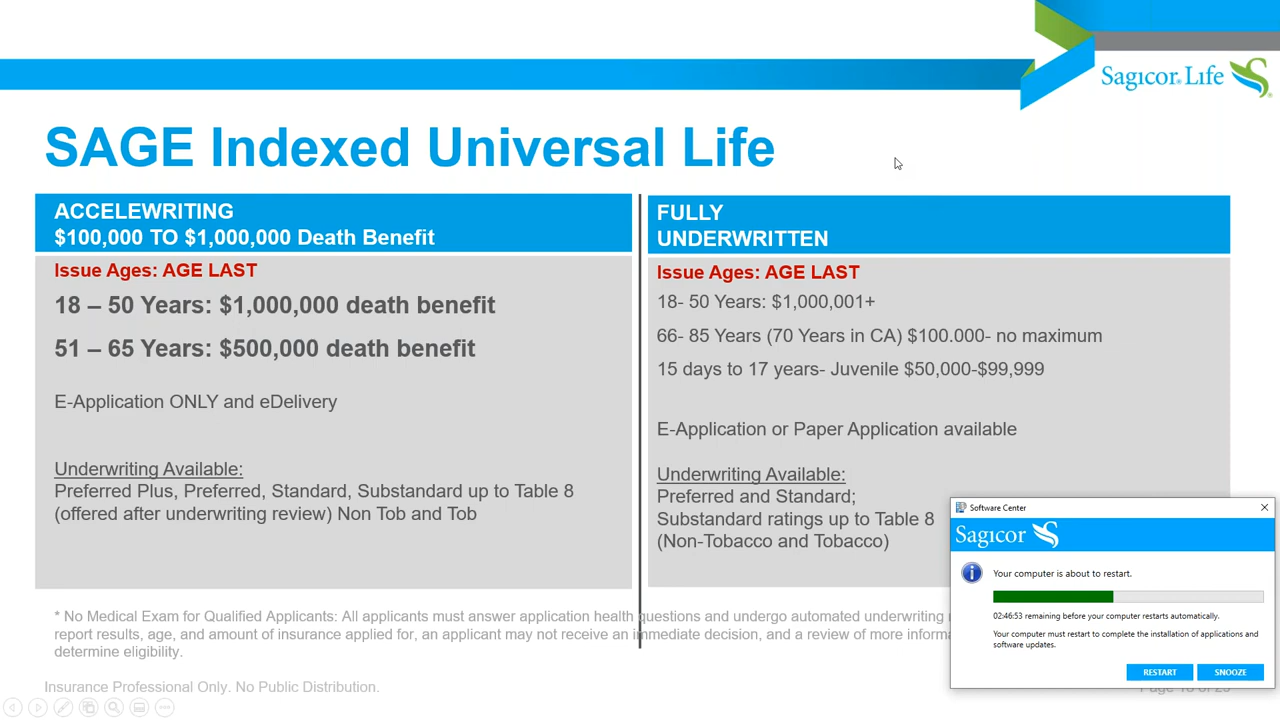 Sagicor Life
SAGE Indexed Universal Life
ACCELEWRITING
$100,000 TO $1,000,000 Death Benefit
Issue Ages: AGE LAST
18 – 50 Years: $1,000,000 death benefit
51 – 65 Years: $500,000 death benefit
E-Application ONLY and eDelivery
Underwriting Available:
Preferred Plus, Preferred, Standard, Substandard up to Table 8
(offered after underwriting review) Non Tob and Tob
FULLY
UNDERWRITTEN
Issue Ages: AGE LAST
18- 50 Years: $1,000,001+
66- 85 Years (70 Years in CA) $100.000- no maximum
15 days to 17 years- Juvenile $50,000-$99,999
E-Application or Paper Application available
Underwriting Available:
Preferred and Standard;
Substandard ratings up to Table 8
(Non-Tobacco and Tobacco)
* No Medical Exam for Qualified Applicants: All applicants must answer application health questions and undergo automated underwriting
report results, age, and amount of insurance applied for, an applicant may not receive an immediate decision, and a review of more
determine eligibility.
Insurance Professional Only. No Public Distribution.
Software Center
Sagicor
Your computer is about to restart.
02:46:53 remaining before your computer restarts automatically.
Your computer must restart to complete the installation of applications and
software updates.
RESTART
SNOOZE